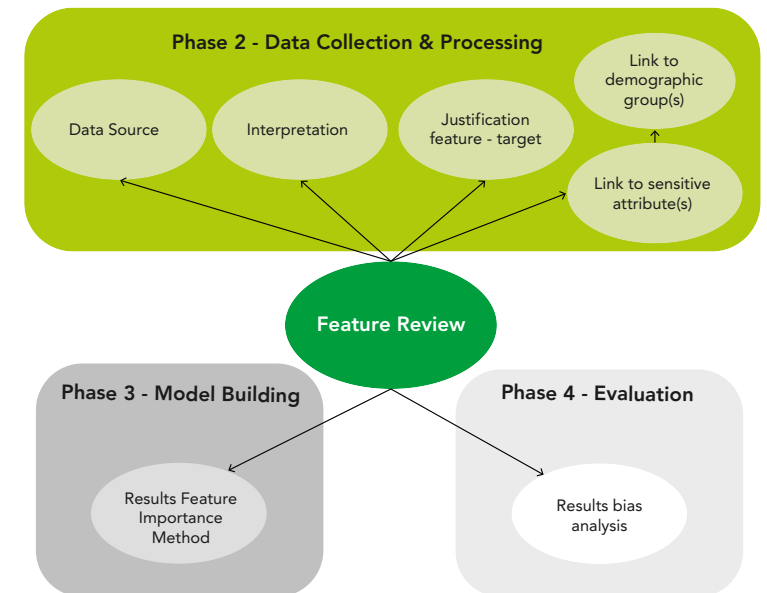 Phase 2 - Data Collection & Processing
Data Source
Interpretation
Justification
feature - target
Link to
demographic
group(s)
Link to sensitive
attribute(s)
Feature Review
Phase 3 - Model Building
Results Feature
Importance
Method
Phase 4 - Evaluation
Results bias
analysis